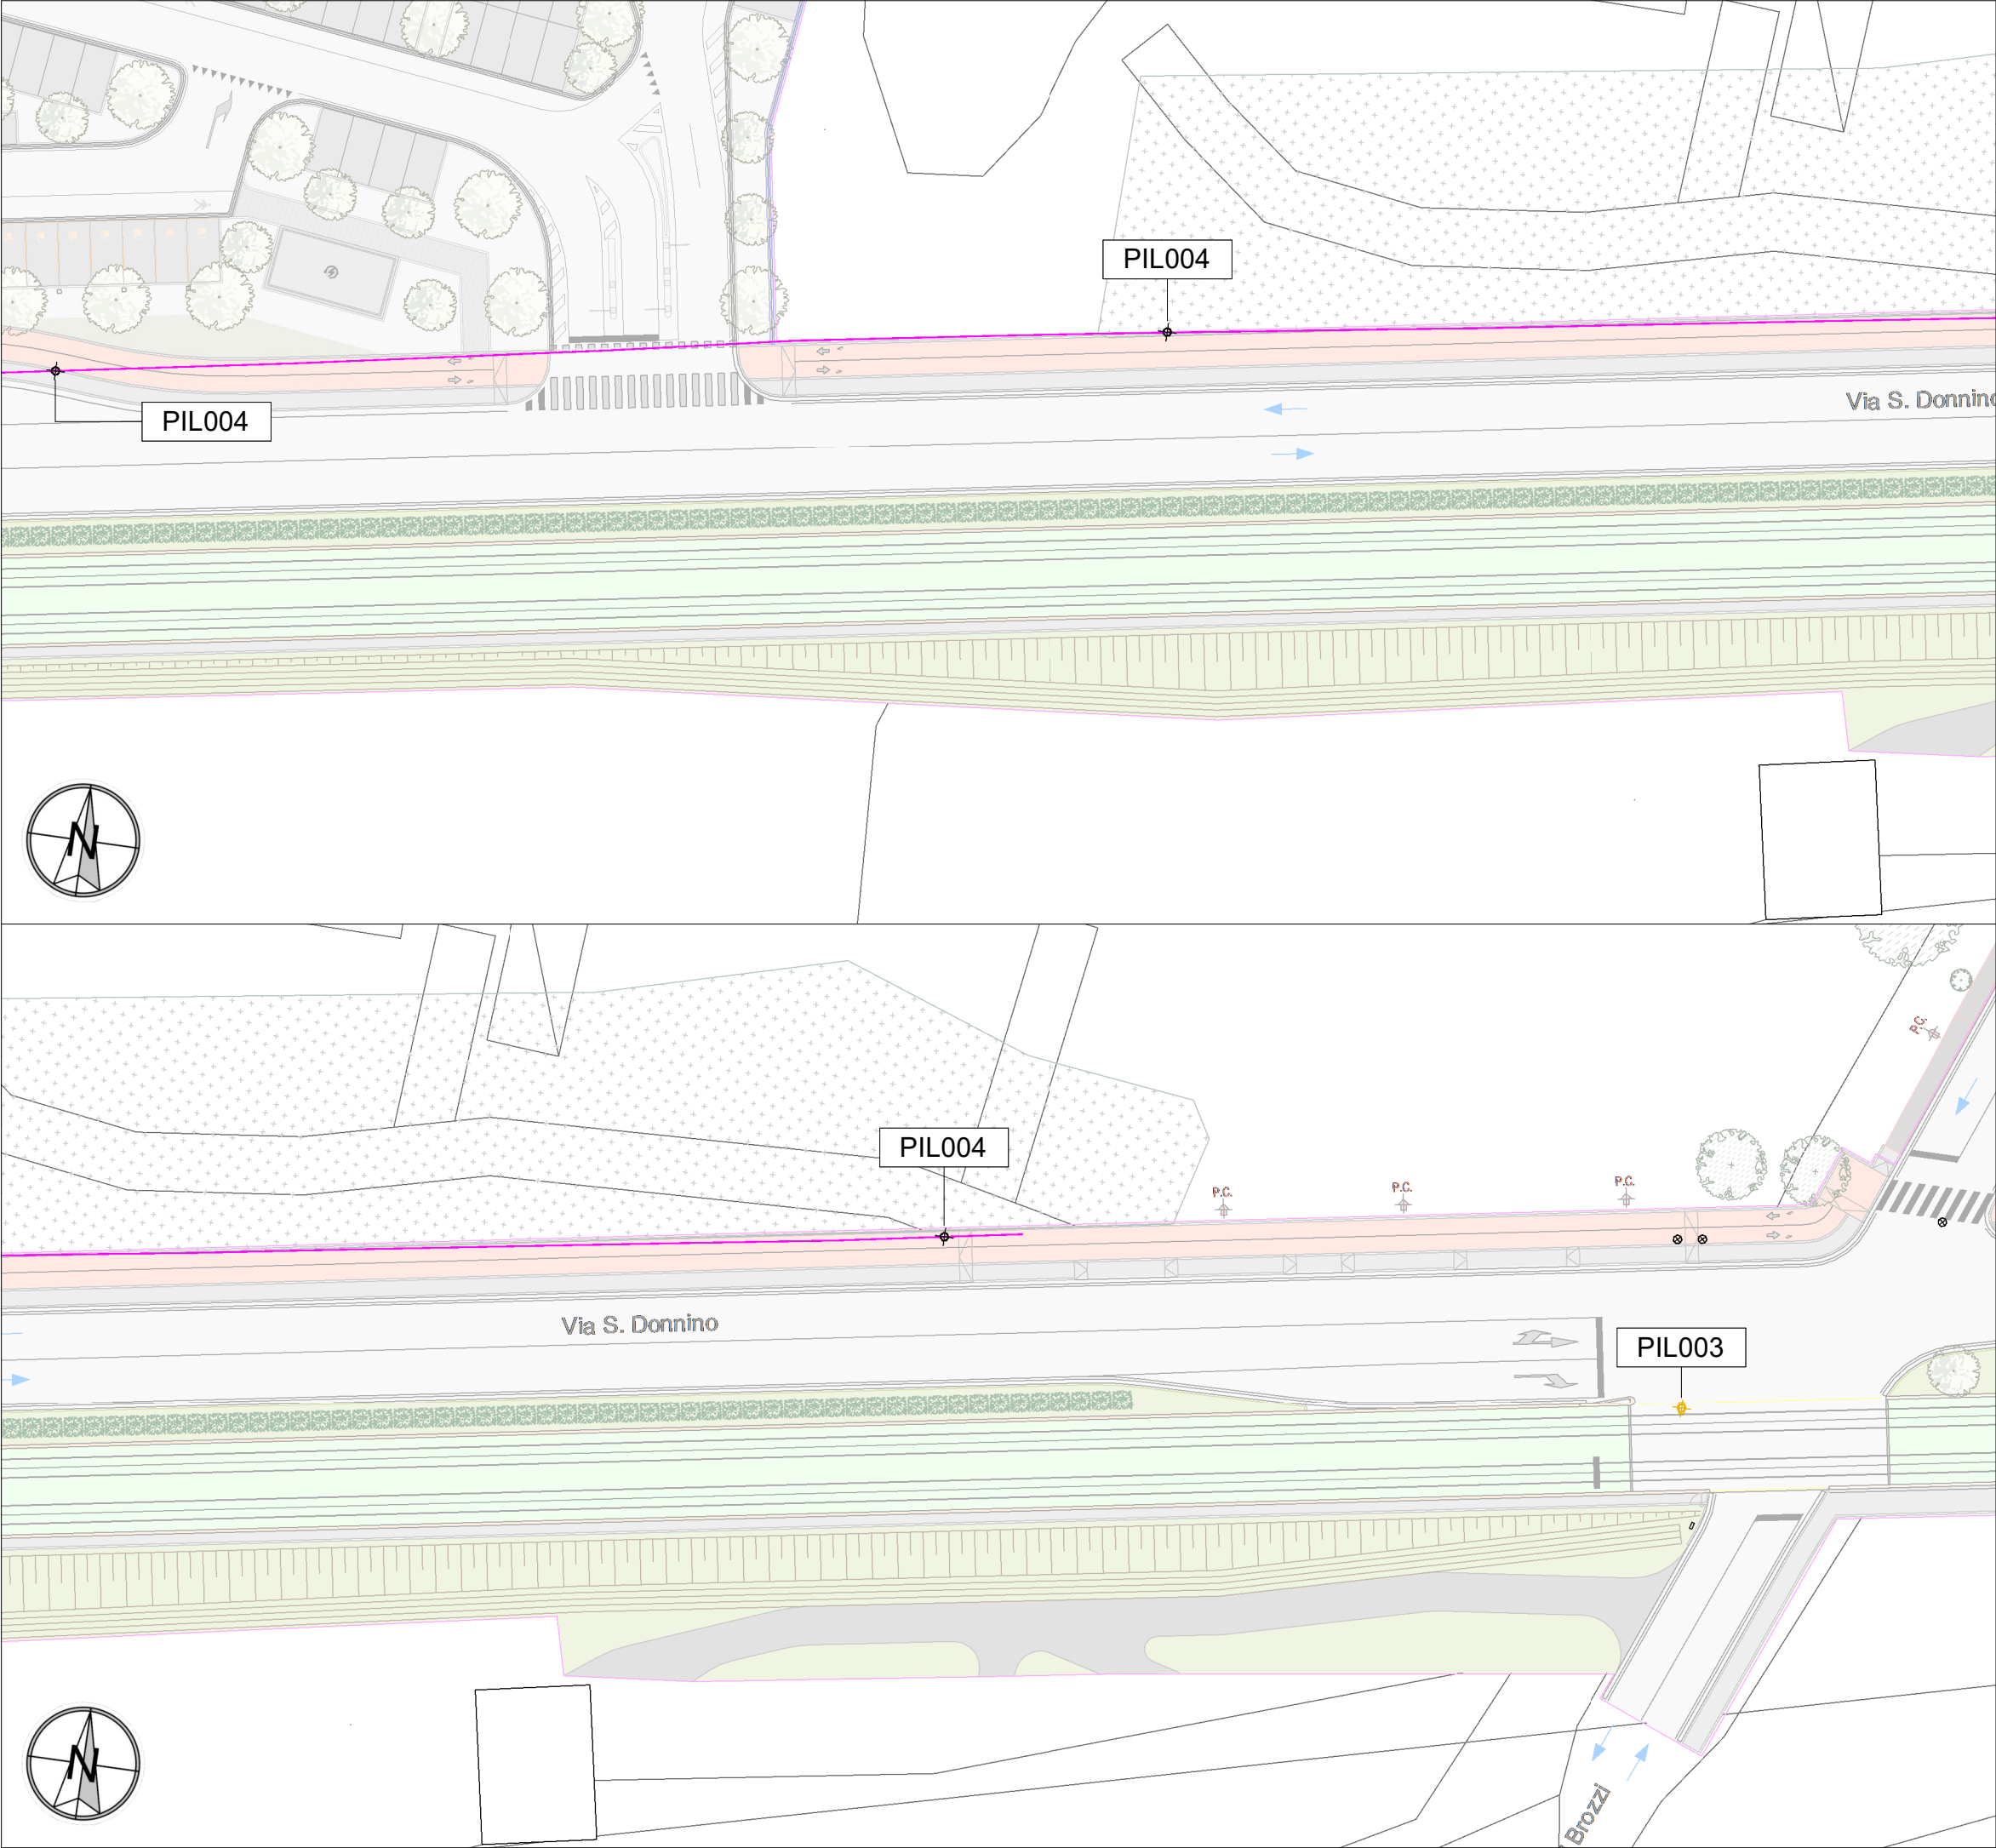 PIL004
PIL004
Via S. Donnino
N
P.C.
PIL004
P.C.
P.C.
P.C.
Via S. Donnino
PIL003
N
Brozzi